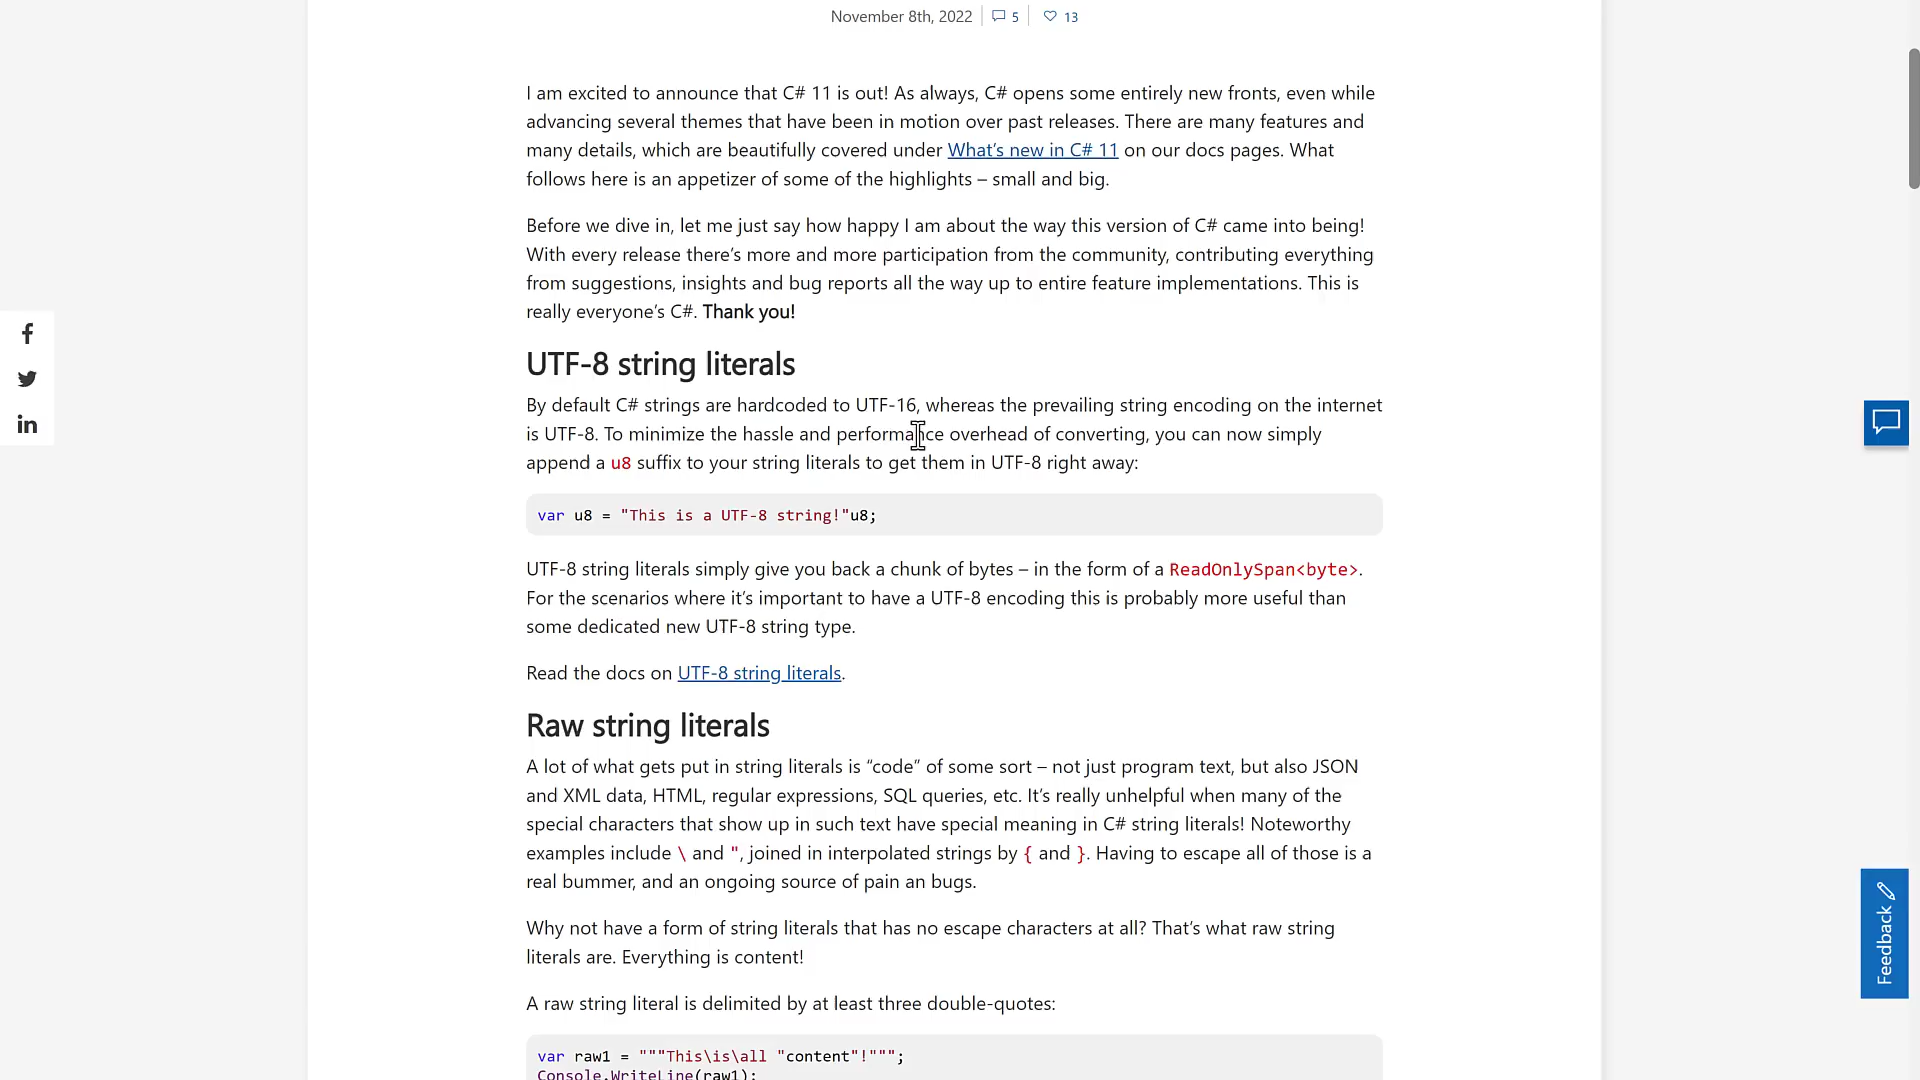 November 8th, 2022 5 13
I am excited to announce that C# 11 is out! As always, C# opens some entirely new fronts, even while
advancing several themes that have been in motion over past releases. There are many features and
many details, which are beautifully covered under What's new in C# 11 on our docs pages. What
follows here is an appetizer of some of the highlights – small and big.
Before we dive in, let me just say how happy I am about the way this version of C# came into being!
With every release there's more and more participation from the community, contributing everything
from suggestions, insights and bug reports all the way up to entire feature implementations. This is
really everyone's C#. Thank you!
UTF-8 string literals
By default C# strings are hardcoded to UTF-16, whereas the prevailing string encoding on the internet
is UTF-8. To minimize the hassle and performance overhead of converting, you can now simply
append a u8 suffix to your string literals to get them in UTF-8 right away:
var u8 = "This is a UTF-8 string!"u8;
UTF-8 string literals simply give you back a chunk of bytes – in the form of a ReadOnlySpan<byte>.
For the scenarios where it's important to have a UTF-8 encoding this is probably more useful than
some dedicated new UTF-8 string type.
Read the docs on UTF-8 string literals.
Raw string literals
A lot of what gets put in string literals is “code” of some sort – not just program text, but also JSON
and XML data, HTML, regular expressions, SQL queries, etc. It's really unhelpful when many of the
special characters that show up in such text have special meaning in C# string literals! Noteworthy
examples include \ and ", joined in interpolated strings by { and }. Having to escape all of those is a
real bummer, and an ongoing source of pain an bugs.
Why not have a form of string literals that has no escape characters at all? That's what raw string
literals are. Everything is content!
A raw string literal is delimited by at least three double-quotes:
var raw1 = """This\is\all "content"!""";
Console.WriteLine(raw1);
Feedback